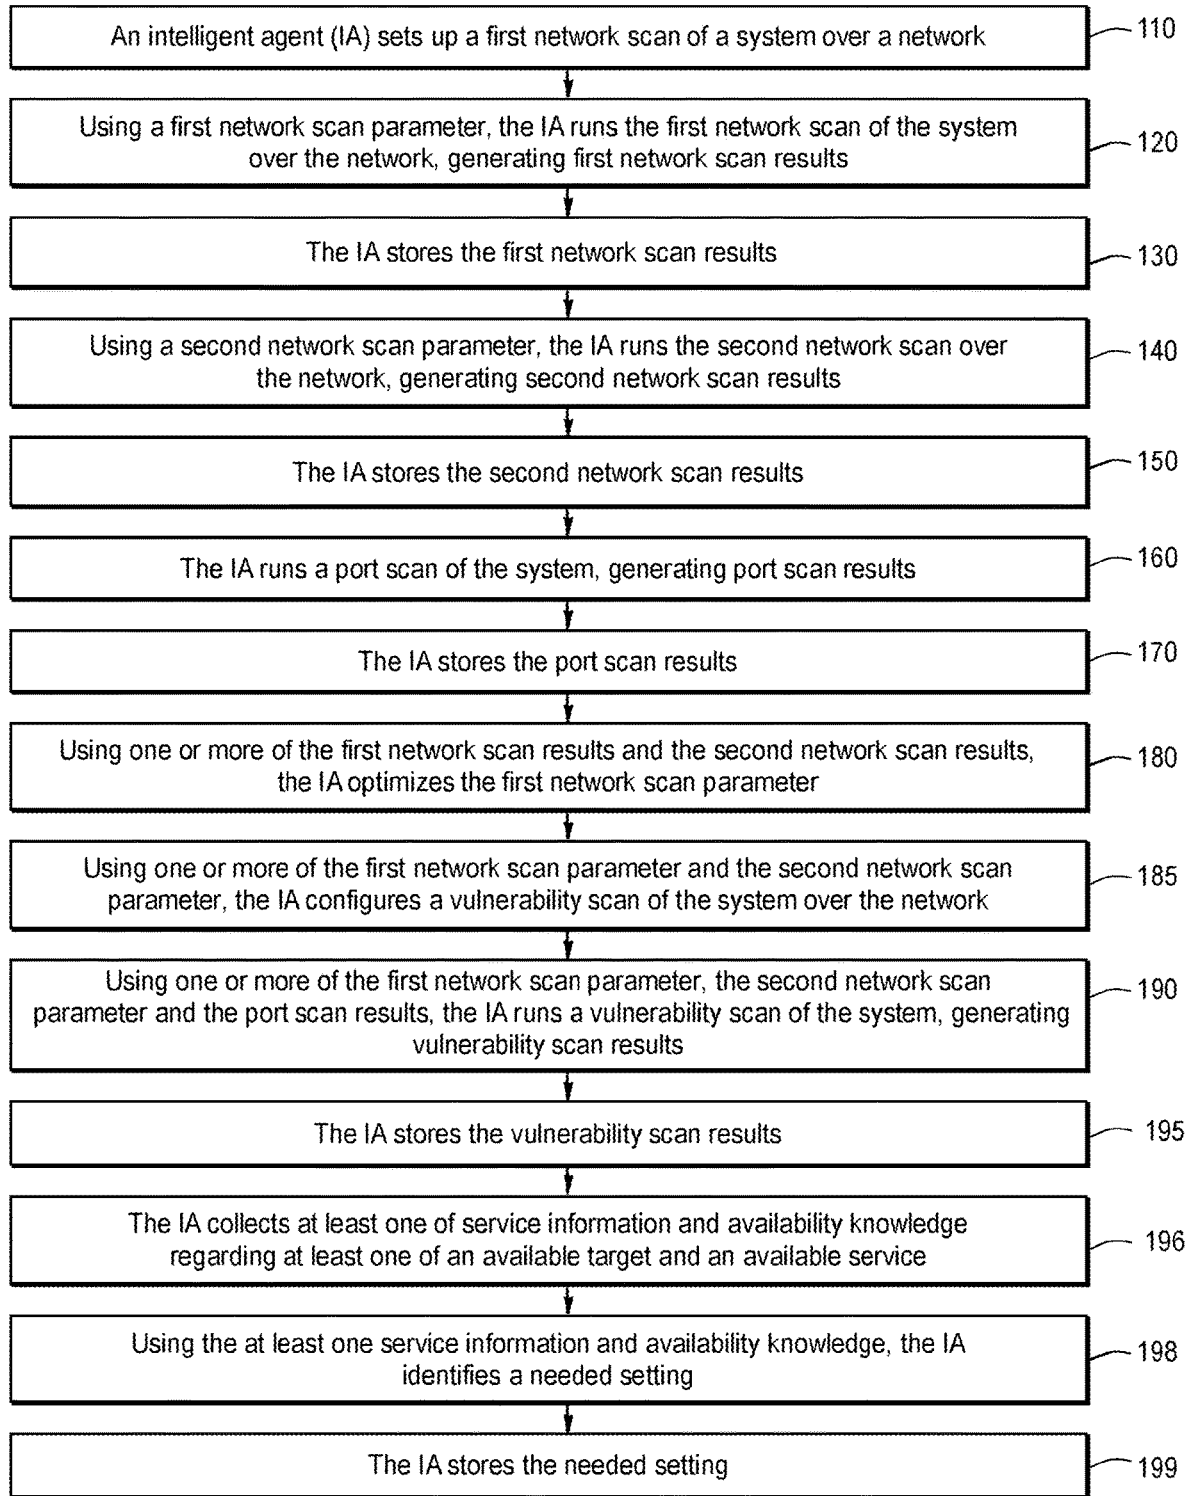 An intelligent agent (IA) sets up a first network scan of a system over a network
110
Using a first network scan parameter, the IA runs the first network scan of the system
over the network, generating first network scan results
120
The IA stores the first network scan results
130
Using a second network scan parameter, the IA runs the second network scan over
the network, generating second network scan results
140
The IA stores the second network scan results
150
The IA runs a port scan of the system, generating port scan results
160
The IA stores the port scan results
170
Using one or more of the first network scan results and the second network scan results,
the IA optimizes the first network scan parameter
180
Using one or more of the first network scan parameter and the second network scan
parameter, the IA configures a vulnerability scan of the system over the network
185
Using one or more of the first network scan parameter, the second network scan
parameter and the port scan results, the IA runs a vulnerability scan of the system, generating
vulnerability scan results
190
The IA stores the vulnerability scan results
195
The IA collects at least one of service information and availability knowledge
regarding at least one of an available target and an available service
196
Using the at least one service information and availability knowledge, the IA
identifies a needed setting
198
The IA stores the needed setting
199